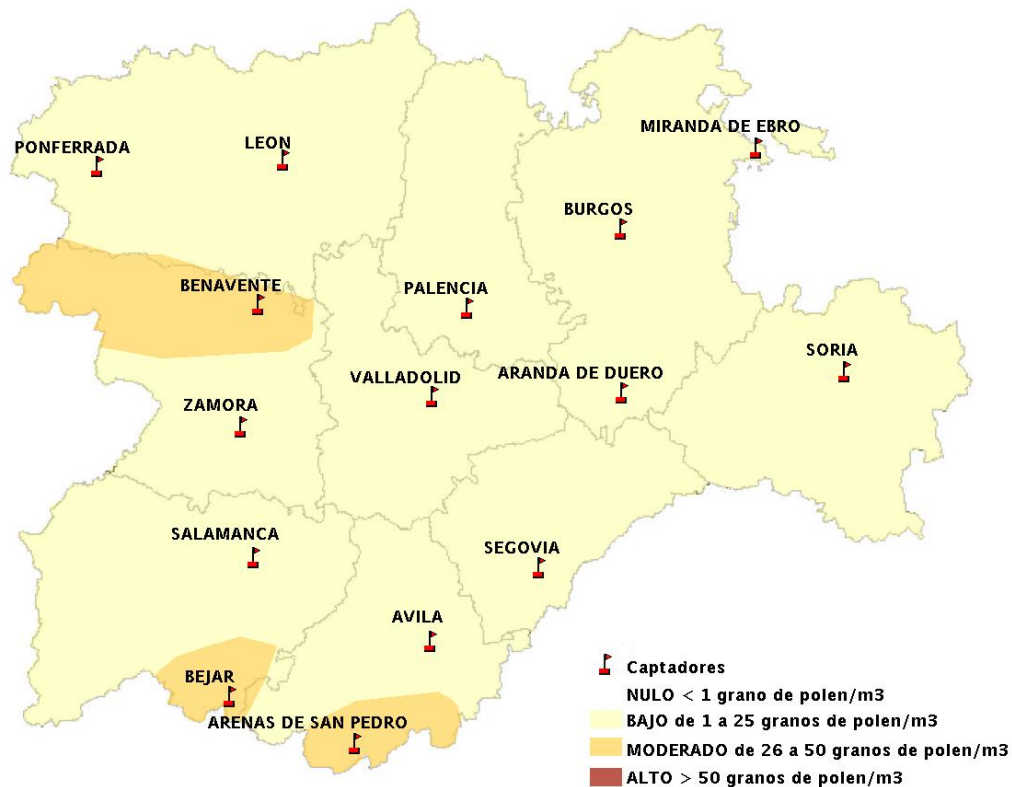 MIRANDA DE EBRO
PONFERRADA
LEON
BURGOS
BENAVENTE
PALENCIA
SORIA
VALLADOLID
ARANDA DE DUERO
ZAMORA
SALAMANCA
SEGOVIA
AVILA
BEJAR
ARENAS DE SAN PEDRO
Captadores
NULO < 1 grano de polen/m3
BAJO de 1 a 25 granos de polen/m3
MODERADO de 26 a 50 granos de polen/m3
ALTO > 50 granos de polen/m3